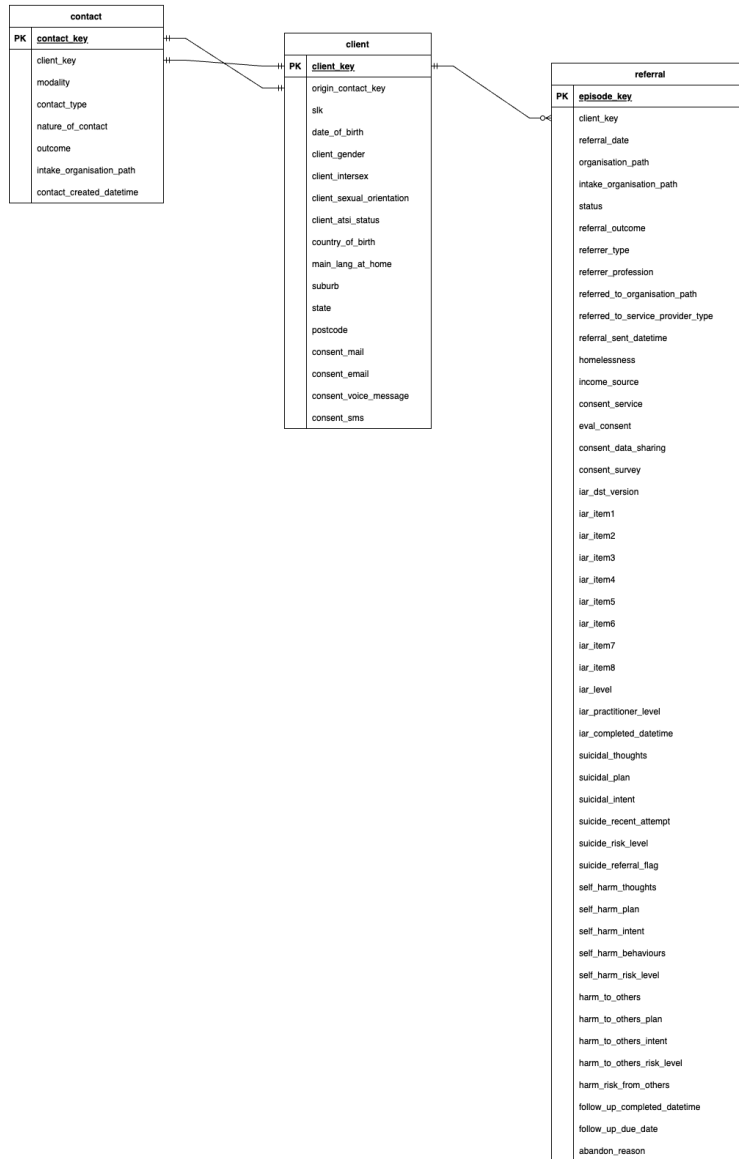 contact
PK contact_key
client_key
modality
contact_type
nature_of_contact
outcome
intake_organisation_path
contact_created_datetime
client
PK client_key
origin_contact_key
slk
date_of_birth
client_gender
client_intersex
client_sexual_orientation
client_atsi_status
country_of_birth
main_lang_at_home
suburb
state
postcode
consent_mail
consent_email
consent_voice_message
consent_sms
referral
PK episode_key
client_key
referral_date
organisation_path
intake_organisation_path
status
referral_outcome
referrer_type
referrer_profession
referred_to_organisation_path
referred_to_service_provider_type
referral_sent_datetime
homelessness
income_source
consent_service
eval_consent
consent_data_sharing
consent_survey
iar_dst_version
iar_item1
iar_item2
iar_item3
iar_item4
iar_item5
iar_item6
iar_item7
iar_item8
iar_level
iar_practitioner_level
iar_completed_datetime
suicidal_thoughts
suicidal_plan
suicidal_intent
suicide_recent_attempt
suicide_risk_level
suicide_referral_flag
self_harm_thoughts
self_harm_plan
self_harm_intent
self_harm_behaviours
self_harm_risk_level
harm_to_others
harm_to_others_plan
harm_to_others_intent
harm_to_others_risk_level
harm_risk_from_others
follow_up_completed_datetime
follow_up_due_date
abandon_reason